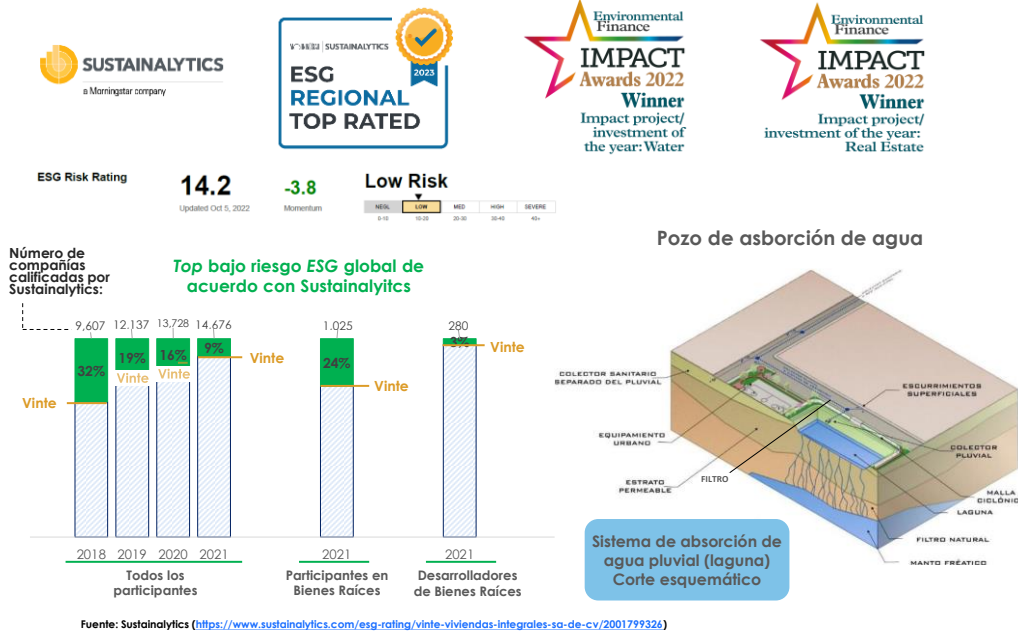 SUSTAINALYTICS
a Morningstar company
SUSTAINALYTICS
ESG
REGIONAL
TOP RATED
2023
Environmental
Finance
IMPACT
Awards 2022
Winner
Impact project/
investment of
the year: Water
Environmental
Finance
IMPACT
Awards 2022
Winner
Impact project/
investment of the year:
Real Estate
ESG Risk Rating
14.2
Updated Oct 5, 2022
-3.8
Momentum
Low Risk
NEGL LOW MED HIGH SEVERE
0-10 10-20 20-30 30-40 40+
Número de
compañías
calificadas por
Sustainalytics:
Top bajo riesgo ESG global de
acuerdo con Sustainalyitcs
9,607 12.137 13,728 14.676 1.025 280
32% 19% 16% 9% 24% 3%
Vinte Vinte Vinte Vinte Vinte Vinte
2018 2019 2020 2021 2021 2021
Todos los
participantes
Participantes en
Bienes Raíces
Desarrolladores
de Bienes Raíces
Pozo de asborción de agua
COLECTOR SANITARIO
SEPARADO DEL PLUVIAL
ESCURRIMIENTOS
SUPERFICIALES
EQUIPAMIENTO
URBANO
COLECTOR
PLUVIAL
FILTRO
ESTRATO
PERMEABLE
MALLA
CICLÓNIC
LAGUNA
FILTRO NATURAL
MANTO FRÉATICO
Sistema de absorción de
agua pluvial (laguna)
Corte esquemático
Fuente: Sustainalytics (https://www.sustainalytics.com/esg-rating/vinte-viviendas-integrales-sa-de-cv/2001799326)